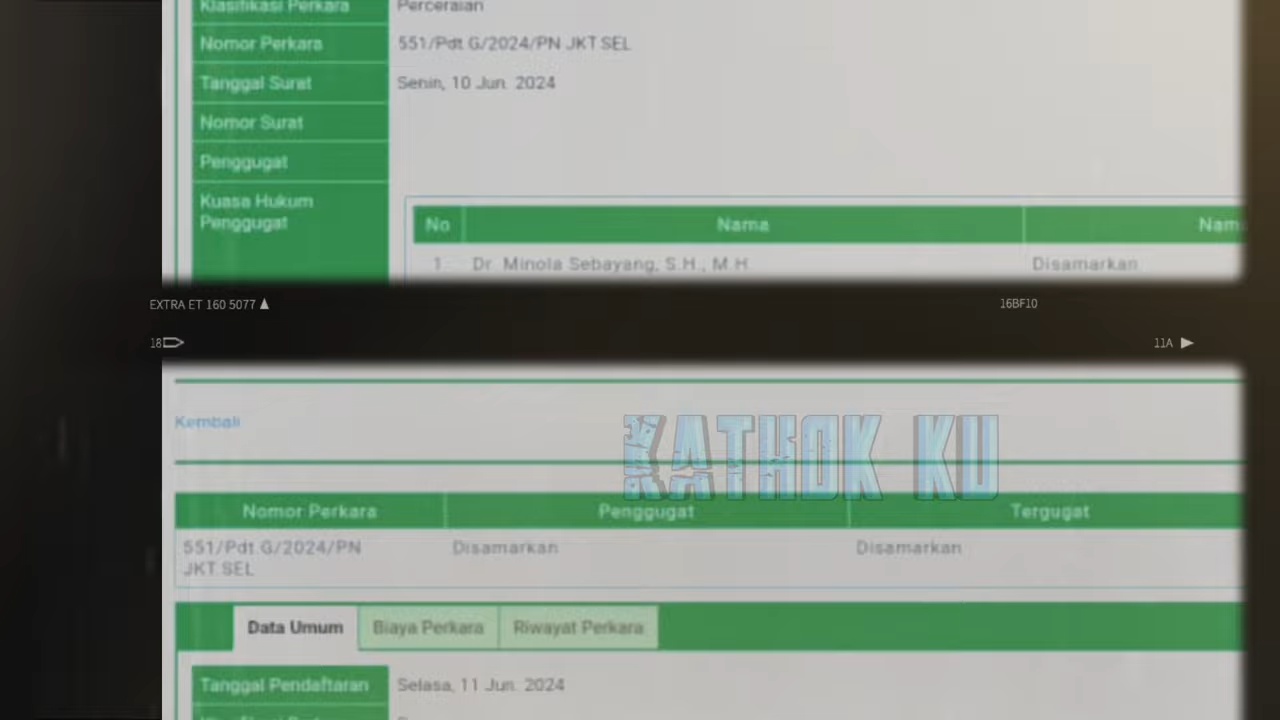 Klasifikasi Perkara Perceraian
Nomor Perkara 551/Pdt.G/2024/PN JKT.SEL
Tanggal Surat Senin, 10 Jun. 2024
Nomor Surat
Penggugat
Kuasa Hukum
Penggugat
No Nama Nam
1 Dr. Minola Sebayang, S.H., M.H. Disamarkan
EXTRA ET 160 5077 ▲ 16BF10
18 11A ▶
Kembali
KATHOK KU
Nomor Perkara Penggugat Tergugat
551/Pdt.G/2024/PN Disamarkan Disamarkan
JKT.SEL
Data Umum Biaya Perkara Riwayat Perkara
Tanggal Pendaftaran Selasa, 11 Jun. 2024